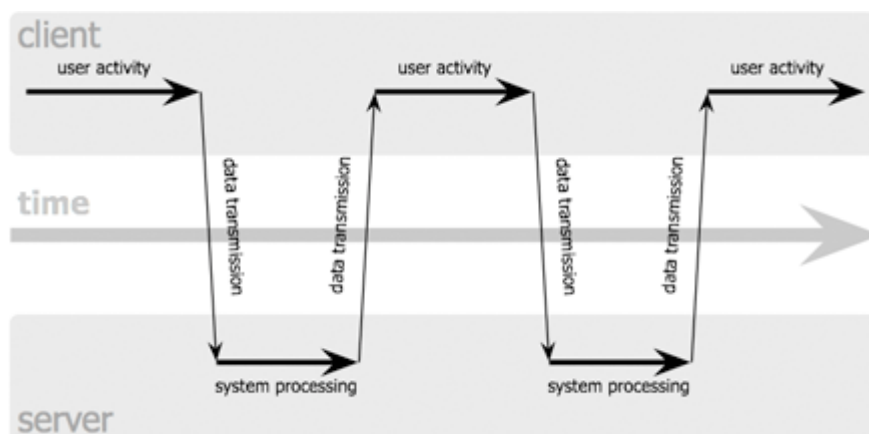 client
user activity
user activity
user activity
data transmission
data transmission
data transmission
data transmission
time
system processing
system processing
server